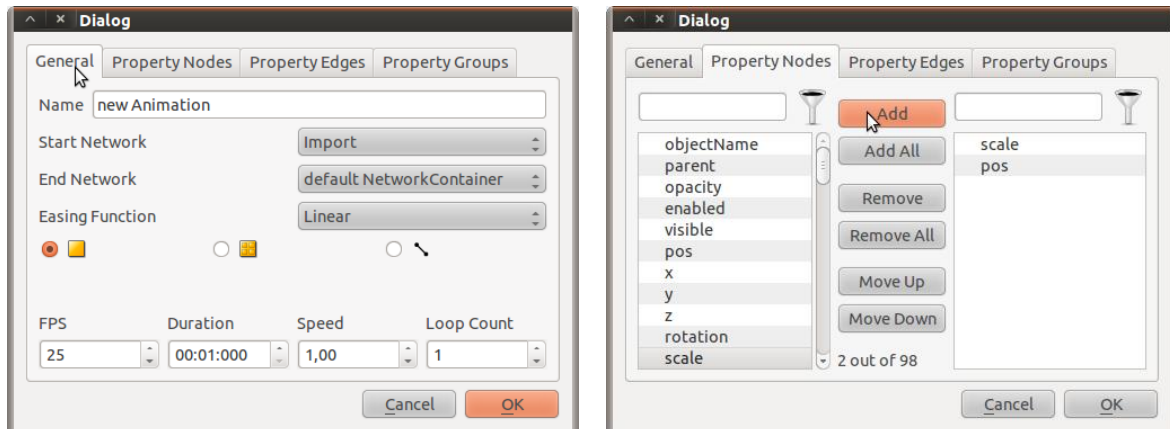 Dialog
General Property Nodes Property Edges Property Groups
Name new Animation
Start Network Import
End Network default NetworkContainer
Easing Function Linear
FPS Duration Speed Loop Count
25 00:01:000 1,00 1
Cancel OK
Dialog
General Property Nodes Property Edges Property Groups
objectName
parent
opacity
enabled
visible
pos
x
y
z
rotation
scale
Add
Add All
Remove
Remove All
Move Up
Move Down
2 out of 98
scale
pos
Cancel OK